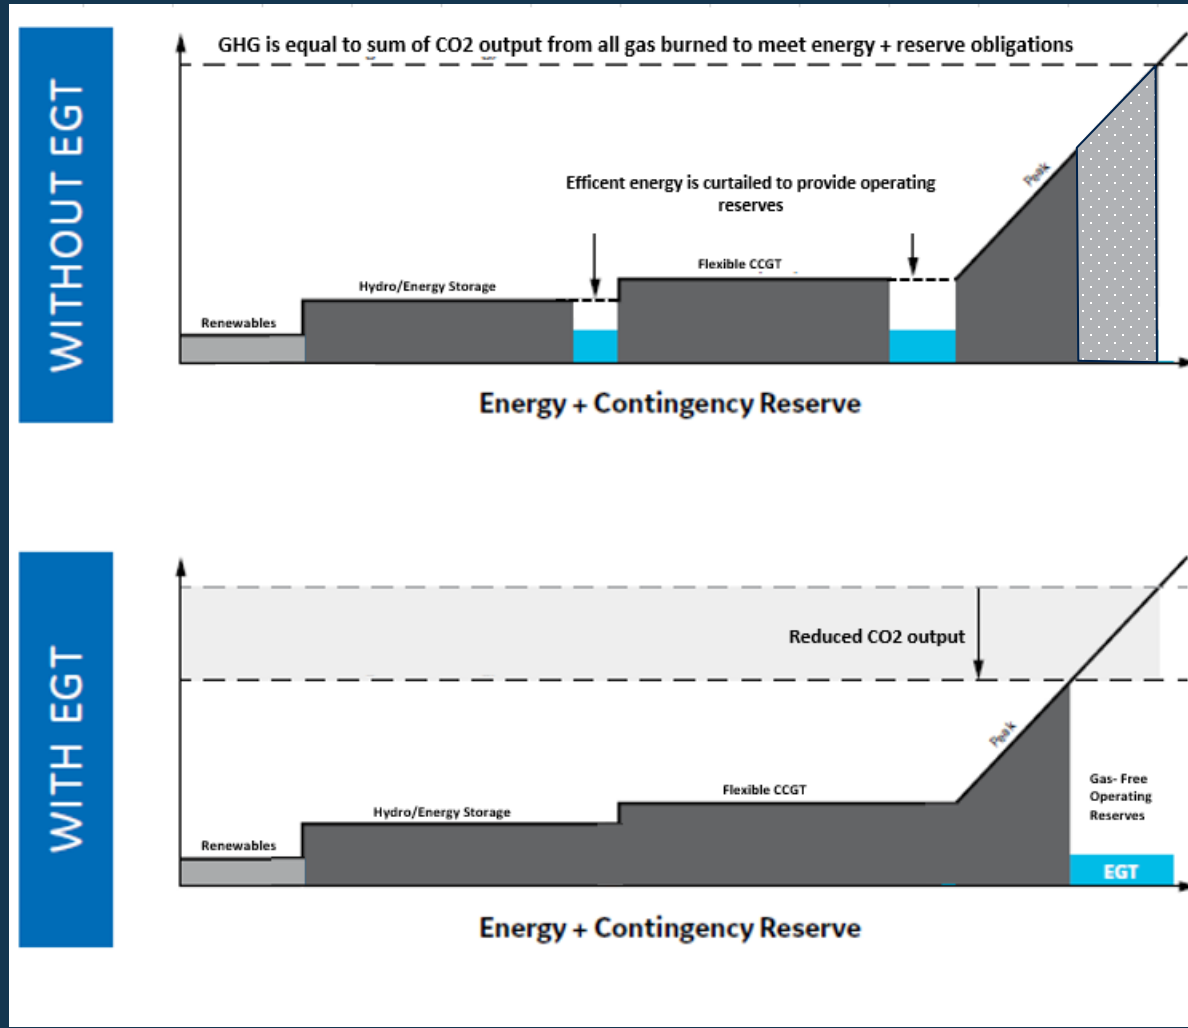 WITHOUT EGT
GHG is equal to sum of CO2 output from all gas burned to meet energy + reserve obligations
Efficent energy is curtailed to provide operating
reserves
Peak
Flexible CCGT
Hydro/Energy Storage
Renewables
Energy + Contingency Reserve
WITH EGT
Reduced CO2 output
Peak
Gas- Free
Operating
Reserves
Flexible CCGT
Hydro/Energy Storage
Renewables
EGT
Energy + Contingency Reserve